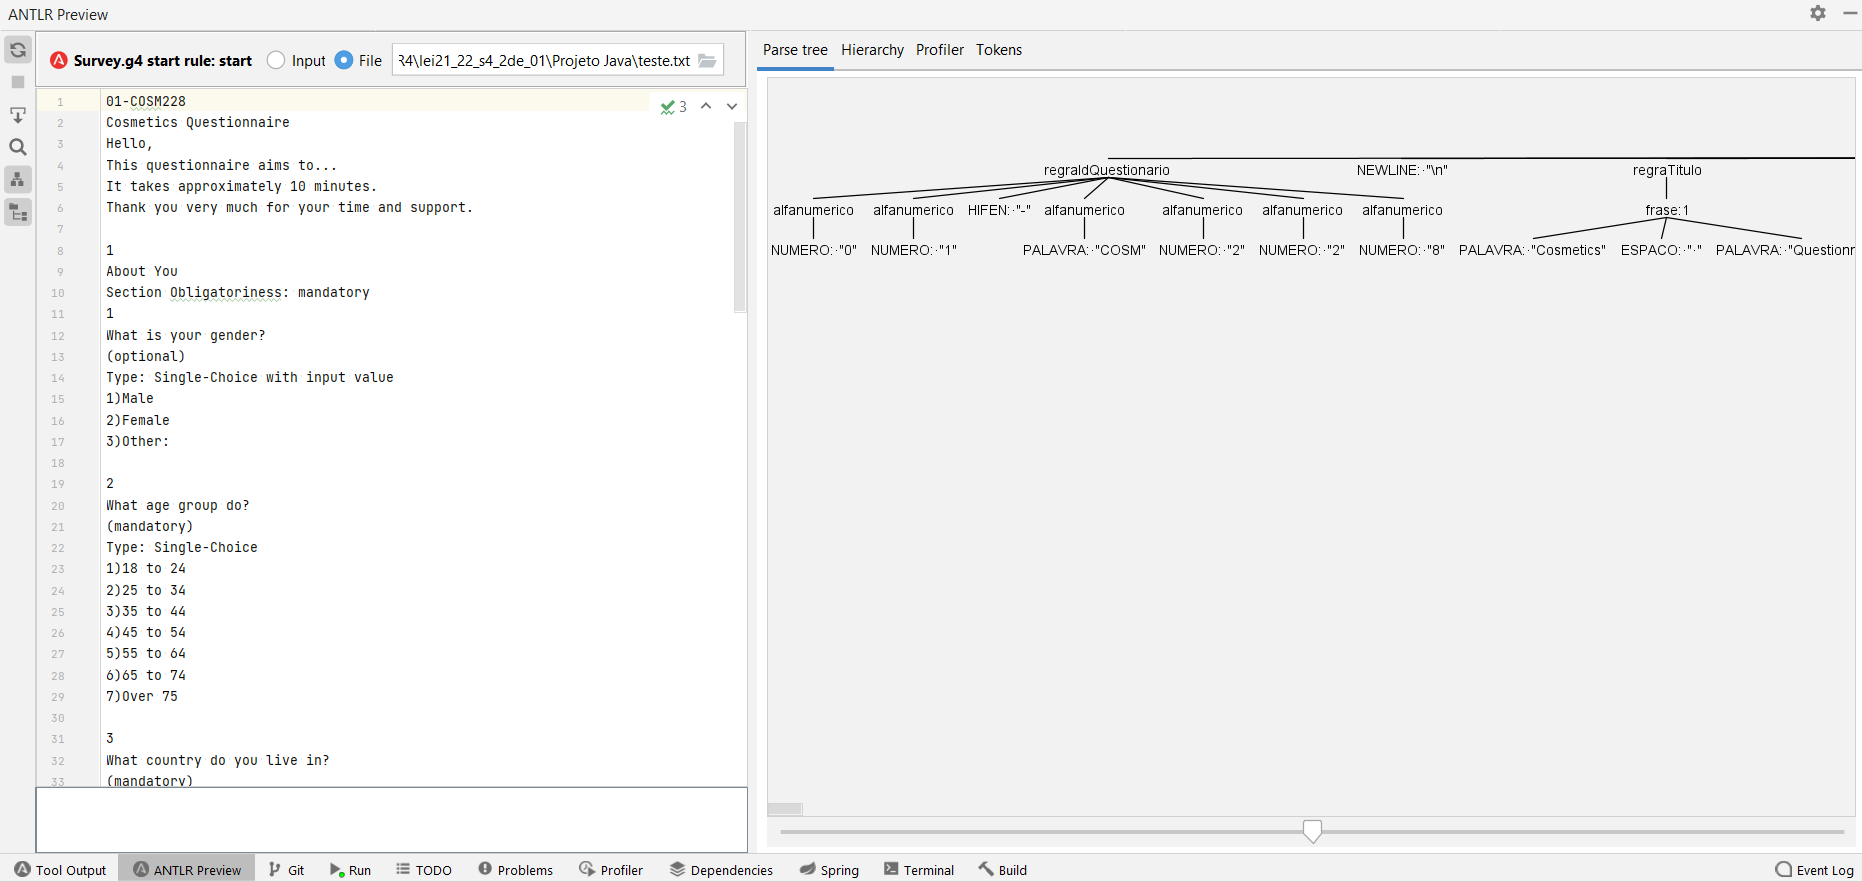 ANTLR Preview
Survey.g4 start rule: start Input File R4\lei21_22_s4_2de_01\Projeto Java\teste.txt
1 01-COSM228
2 Cosmetics Questionnaire
3 Hello,
4 This questionnaire aims to...
5 It takes approximately 10 minutes.
6 Thank you very much for your time and support.
7
8 1
9 About You
10 Section Obligatoriness: mandatory
11 1
12 What is your gender?
13 (optional)
14 Type: Single-Choice with input value
15 1)Male
16 2)Female
17 3)Other:
18
19 2
20 What age group do?
21 (mandatory)
22 Type: Single-Choice
23 1)18 to 24
24 2)25 to 34
25 3)35 to 44
26 4)45 to 54
27 5)55 to 64
28 6)65 to 74
29 7)Over 75
30
31 3
32 What country do you live in?
33 (mandatory)
3
Parse tree Hierarchy Profiler Tokens
regraIdQuestionario NEWLINE:·"\n" regraTitulo
alfanumerico alfanumerico HIFEN:·"-" alfanumerico alfanumerico alfanumerico alfanumerico frase:1
NUMERO:·"0" NUMERO:·"1" PALAVRA:·"COSM" NUMERO:·"2" NUMERO:·"2" NUMERO:·"8" PALAVRA:·"Cosmetics" ESPACO:·"·" PALAVRA:·"Questionr
Tool Output ANTLR Preview Git Run TODO Problems Profiler Dependencies Spring Terminal Build Event Log